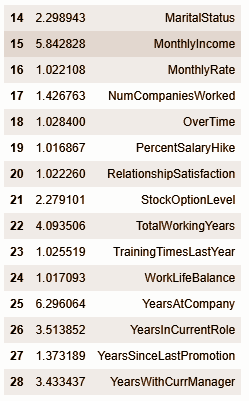 14 2.298943 MaritalStatus
15 5.842828 MonthlyIncome
16 1.022108 MonthlyRate
17 1.426763 NumCompaniesWorked
18 1.028400 OverTime
19 1.016867 PercentSalaryHike
20 1.022260 RelationshipSatisfaction
21 2.279101 StockOptionLevel
22 4.093506 TotalWorkingYears
23 1.025519 TrainingTimesLastYear
24 1.017093 WorkLifeBalance
25 6.296064 YearsAtCompany
26 3.513852 YearsInCurrentRole
27 1.373189 YearsSinceLastPromotion
28 3.433437 YearsWithCurrManager